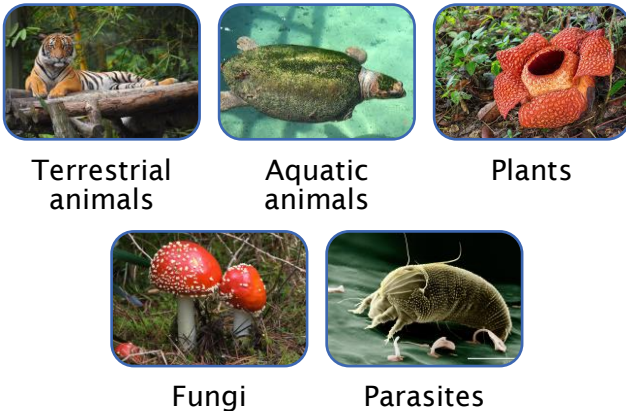 Terrestrial
animals
Aquatic
animals
Plants
Fungi
Parasites